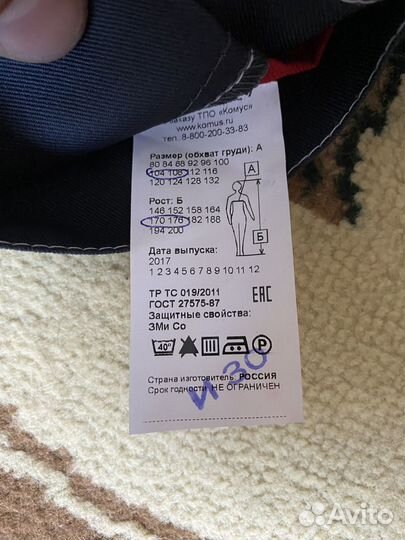 заказу ТПО «Комус»
www.komus.ru
тел. 8-800-200-33-83
Размер (обхват груди): А
80 84 88 92 96 100
104 108 112 116
120 124 128 132
Рост: Б
146 152 158 164
170 176 182 188
194 200
А
Б
Дата выпуска:
2017
1 2 3 4 5 6 7 8 9 10 11 12
ТР ТС 019/2011
ГОСТ 27575-87
Защитные свойства:
ЗМи Со
EAC
40°
P
Страна изготовитель: РОССИЯ
Срок годности: НЕ ОГРАНИЧЕН
И-30
Avito